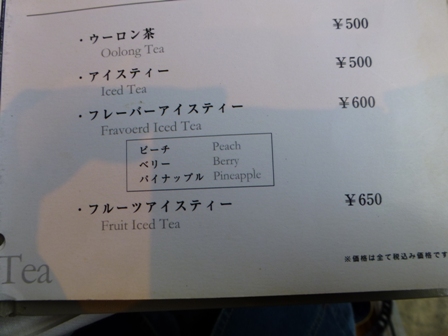 ・ウーロン茶 ¥500
Oolong Tea
・アイスティー ¥500
Iced Tea
・フレーバーアイスティー ¥600
Fravoerd Iced Tea
ピーチ Peach
ベリー Berry
パイナップル Pineapple
・フルーツアイスティー ¥650
Fruit Iced Tea
※価格は全て税込み価格です
Tea